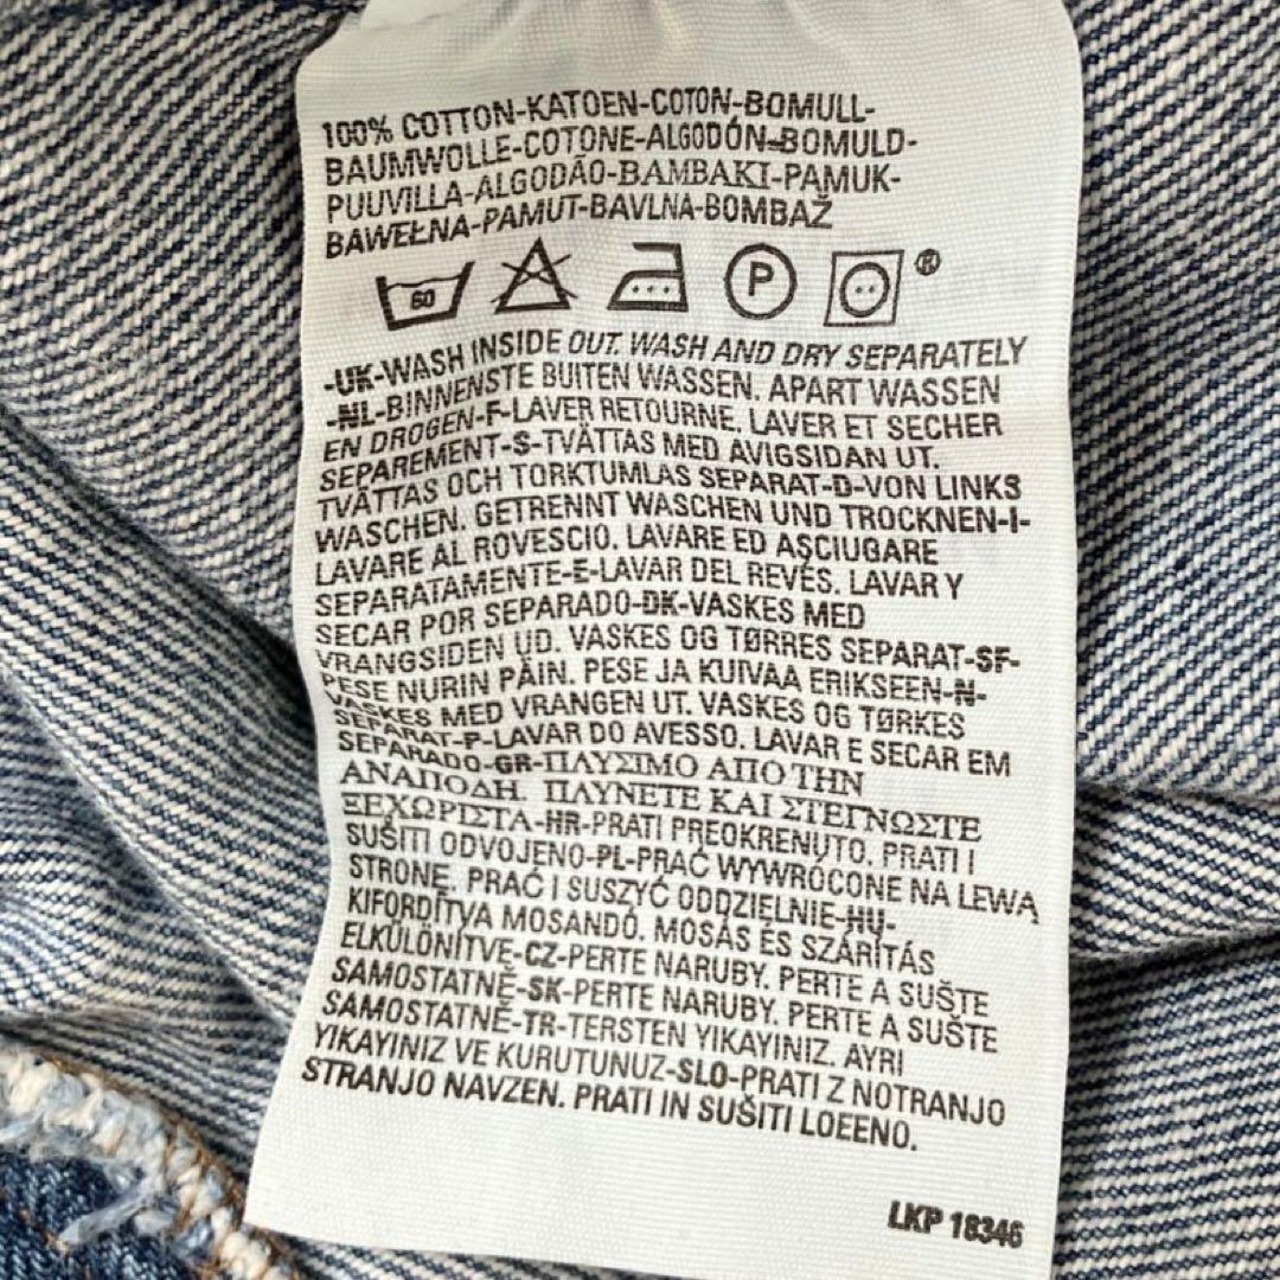 100% COTTON-KATOEN-COTON-BOMULL-
BAUMWOLLE-COTONE-ALGODÓN-BOMULD-
PUUVILLA-ALGODÃO-BAMBAKI-PAMUK-
BAWEŁNA-PAMUT-BAVLNA-BOMBAŽ
60 P ®
-UK-WASH INSIDE OUT. WASH AND DRY SEPARATELY
-NL-BINNENSTE BUITEN WASSEN. APART WASSEN
EN DROGEN-F-LAVER RETOURNE. LAVER ET SECHER
SEPAREMENT-S-TVÄTTAS MED AVIGSIDAN UT.
TVÄTTAS OCH TORKTUMLAS SEPARAT-D-VON LINKS
WASCHEN. GETRENNT WASCHEN UND TROCKNEN-I-
LAVARE AL ROVESCIO. LAVARE ED ASCIUGARE
SEPARATAMENTE-E-LAVAR DEL REVÉS. LAVAR Y
SECAR POR SEPARADO-DK-VASKES MED
VRANGSIDEN UD. VASKES OG TØRRES SEPARAT-SF-
PESE NURIN PÄIN. PESE JA KUIVAA ERIKSEEN-N-
VASKES MED VRANGEN UT. VASKES OG TØRKES
SEPARAT-P-LAVAR DO AVESSO. LAVAR E SECAR EM
SEPARADO-GR-ΠΛΥΣΙΜΟ ΑΠΟ ΤΗΝ
ΑΝΑΠΟΔΗ. ΠΛΥΝΕΤΕ ΚΑΙ ΣΤΕΓΝΩΣΤΕ
ΞΕΧΩΡΙΣΤΑ-HR-PRATI PREOKRENUTO. PRATI I
SUŠITI ODVOJENO-PL-PRAĆ WYWRÓCONE NA LEWĄ
STRONĘ. PRAĆ I SUSZYĆ ODDZIELNIE-HU-
KIFORDÍTVA MOSANDÓ. MOSÁS ÉS SZÁRÍTÁS
ELKÜLÖNÍTVE-CZ-PERTE NARUBY. PERTE A SUŠTE
SAMOSTATNĚ-SK-PERTE NARUBY. PERTE A SUŠTE
SAMOSTATNĚ-TR-TERSTEN YIKAYINIZ. AYRI
YIKAYINIZ VE KURUTUNUZ-SLO-PRATI Z NOTRANJO
STRANJO NAVZEN. PRATI IN SUŠITI LOEENO.
LKP 18346